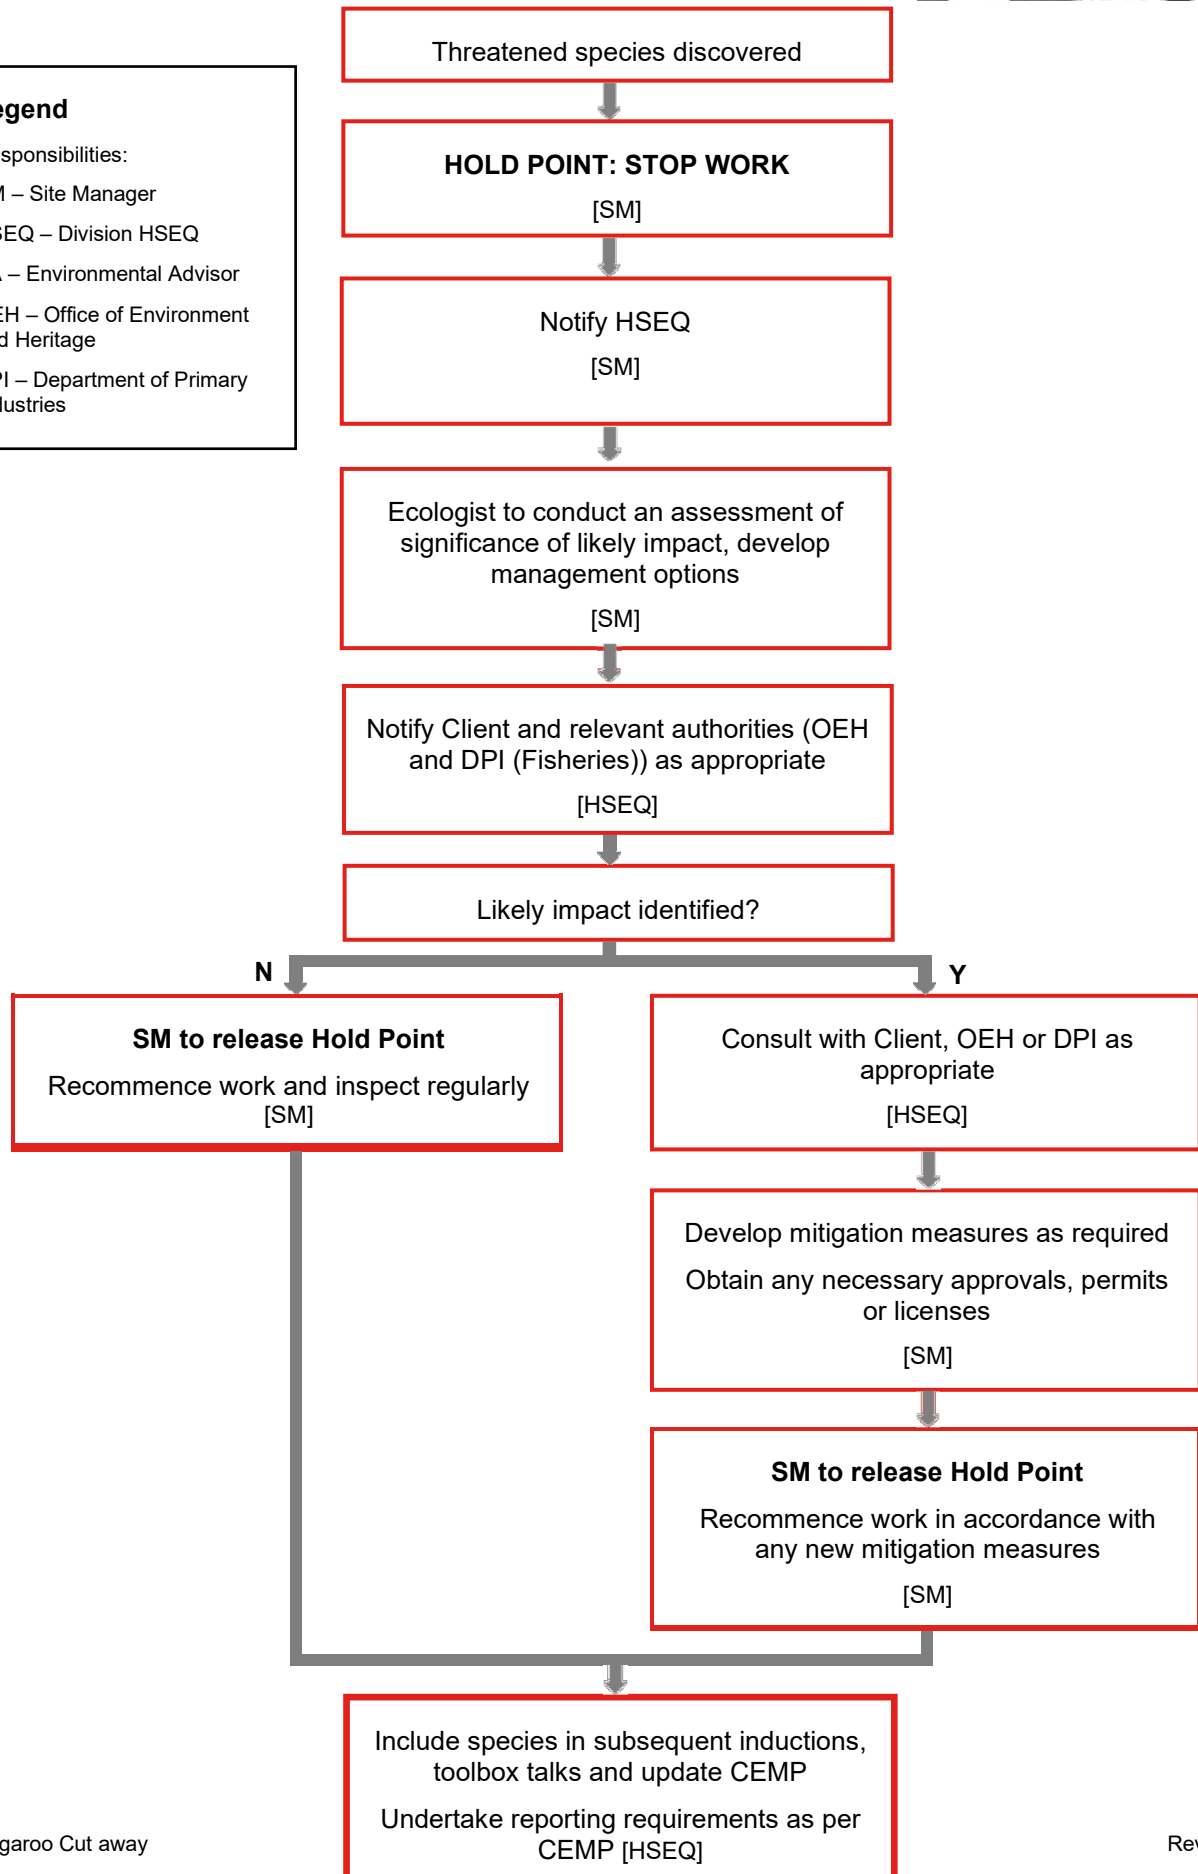 Threatened species discovered
egend
sponsibilities:
M – Site Manager
SEQ – Division HSEQ
A – Environmental Advisor
EH – Office of Environment
d Heritage
PI – Department of Primary
dustries
HOLD POINT: STOP WORK
[SM]
Notify HSEQ
[SM]
Ecologist to conduct an assessment of
significance of likely impact, develop
management options
[SM]
Notify Client and relevant authorities (OEH
and DPI (Fisheries)) as appropriate
[HSEQ]
Likely impact identified?
N
Y
SM to release Hold Point
Recommence work and inspect regularly
[SM]
Consult with Client, OEH or DPI as
appropriate
[HSEQ]
Develop mitigation measures as required
Obtain any necessary approvals, permits
or licenses
[SM]
SM to release Hold Point
Recommence work in accordance with
any new mitigation measures
[SM]
Include species in subsequent inductions,
toolbox talks and update CEMP
Undertake reporting requirements as per
CEMP [HSEQ]
garoo Cut away
Rev